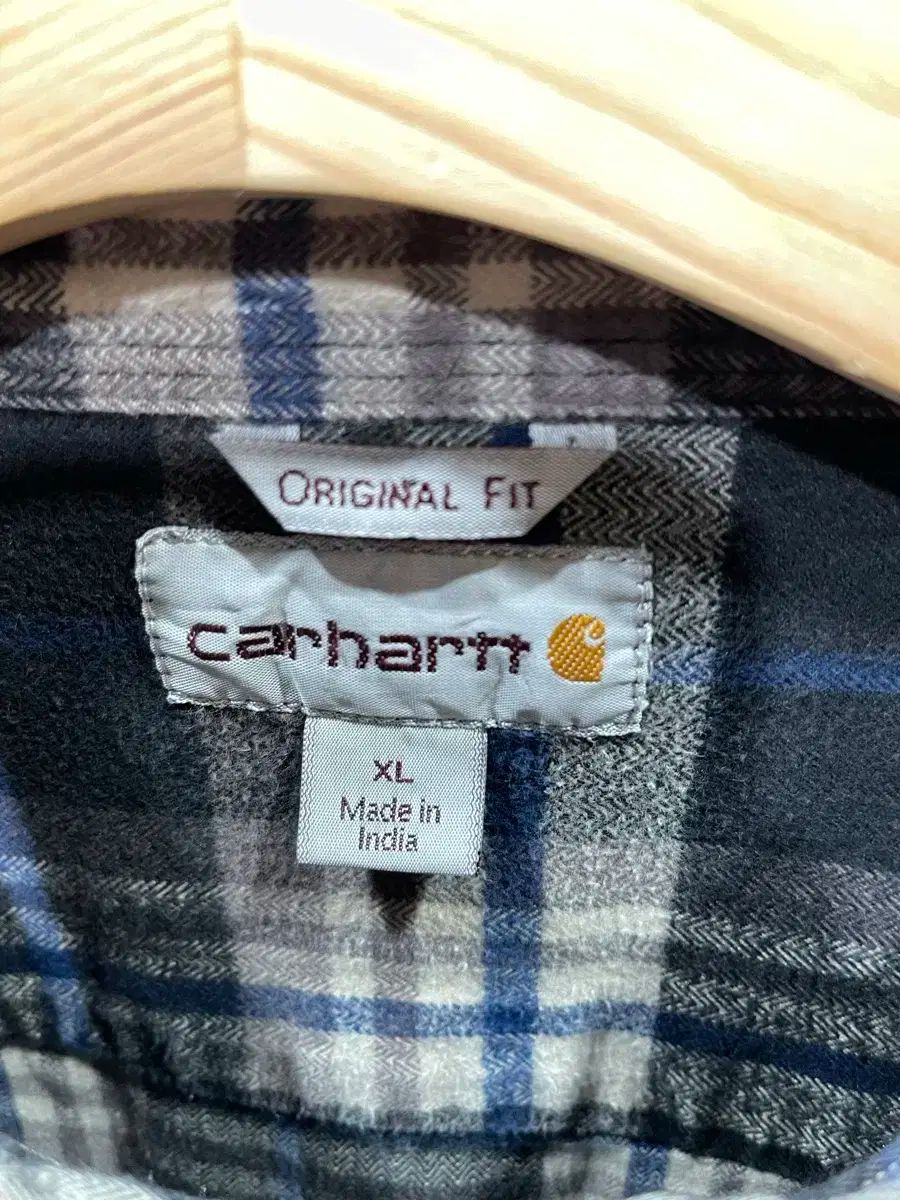 ORIGINAL FIT
carhartt
XL
Made in
India